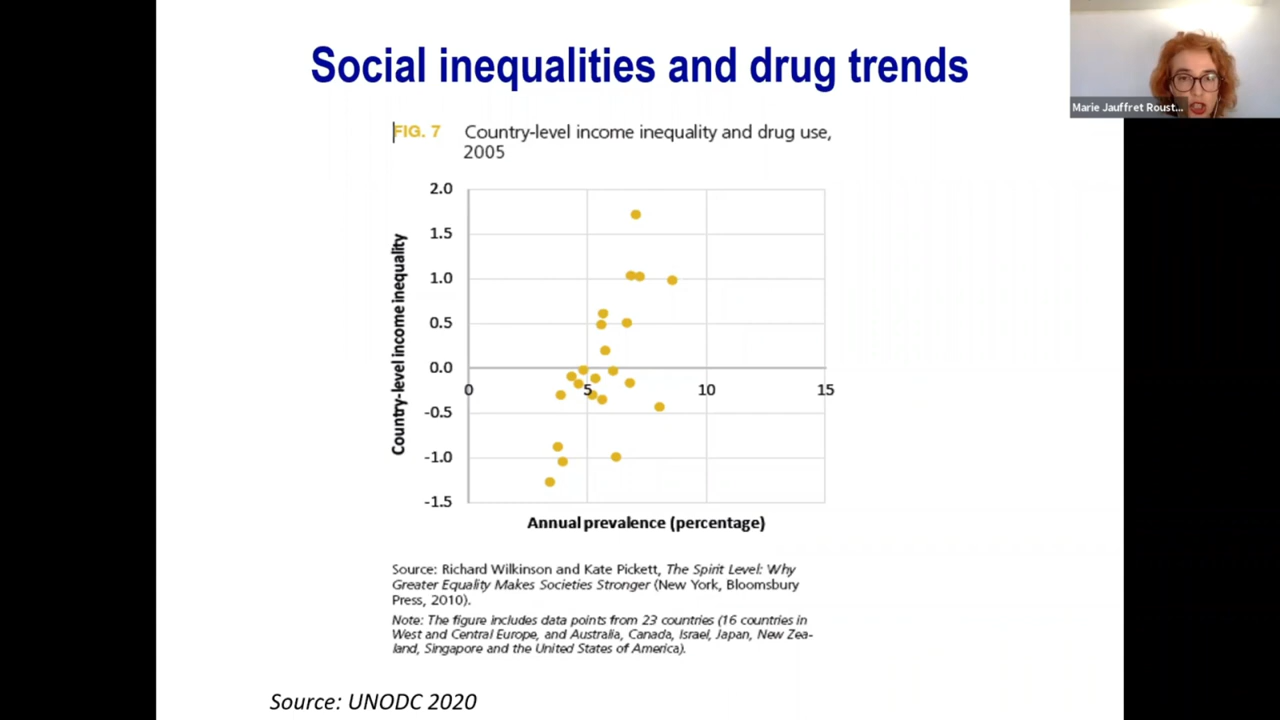 Social inequalities and drug trends
Marie Jauffret Roust...
FIG. 7 Country-level income inequality and drug use,
2005
2.0
1.5
1.0
0.5
0.0
-0.5
-1.0
-1.5
0 5 10 15
Country-level income inequality
Annual prevalence (percentage)
Source: Richard Wilkinson and Kate Pickett, The Spirit Level: Why
Greater Equality Makes Societies Stronger (New York, Bloomsbury
Press, 2010).
Note: The figure includes data points from 23 countries (16 countries in
West and Central Europe, and Australia, Canada, Israel, Japan, New Zea-
land, Singapore and the United States of America).
Source: UNODC 2020